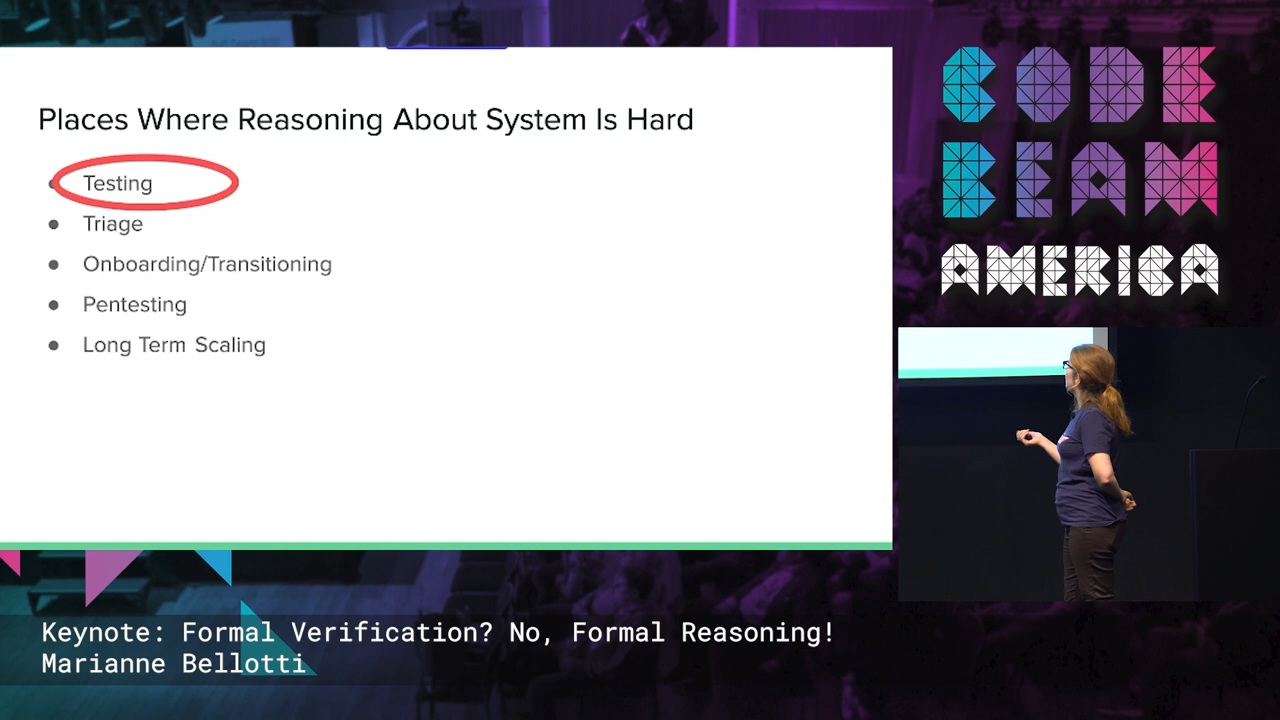 Places Where Reasoning About System Is Hard
Testing
Triage
Onboarding/Transitioning
Pentesting
Long Term Scaling
CODE
BEAM
AMERICA
Keynote: Formal Verification? No, Formal Reasoning!
Marianne Bellotti